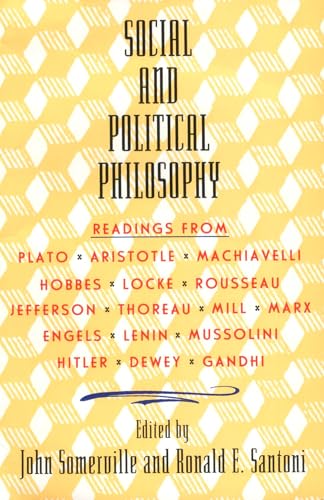 SOCIAL
AND
POLITICAL
PHILOSOPHY
READINGS FROM
PLATO × ARISTOTLE × MACHIAVELLI
HOBBES × LOCKE × ROUSSEAU
JEFFERSON × THOREAU × MILL × MARX
ENGELS × LENIN × MUSSOLINI
HITLER × DEWEY × GANDHI
Edited by
John Somerville and Ronald E. Santoni